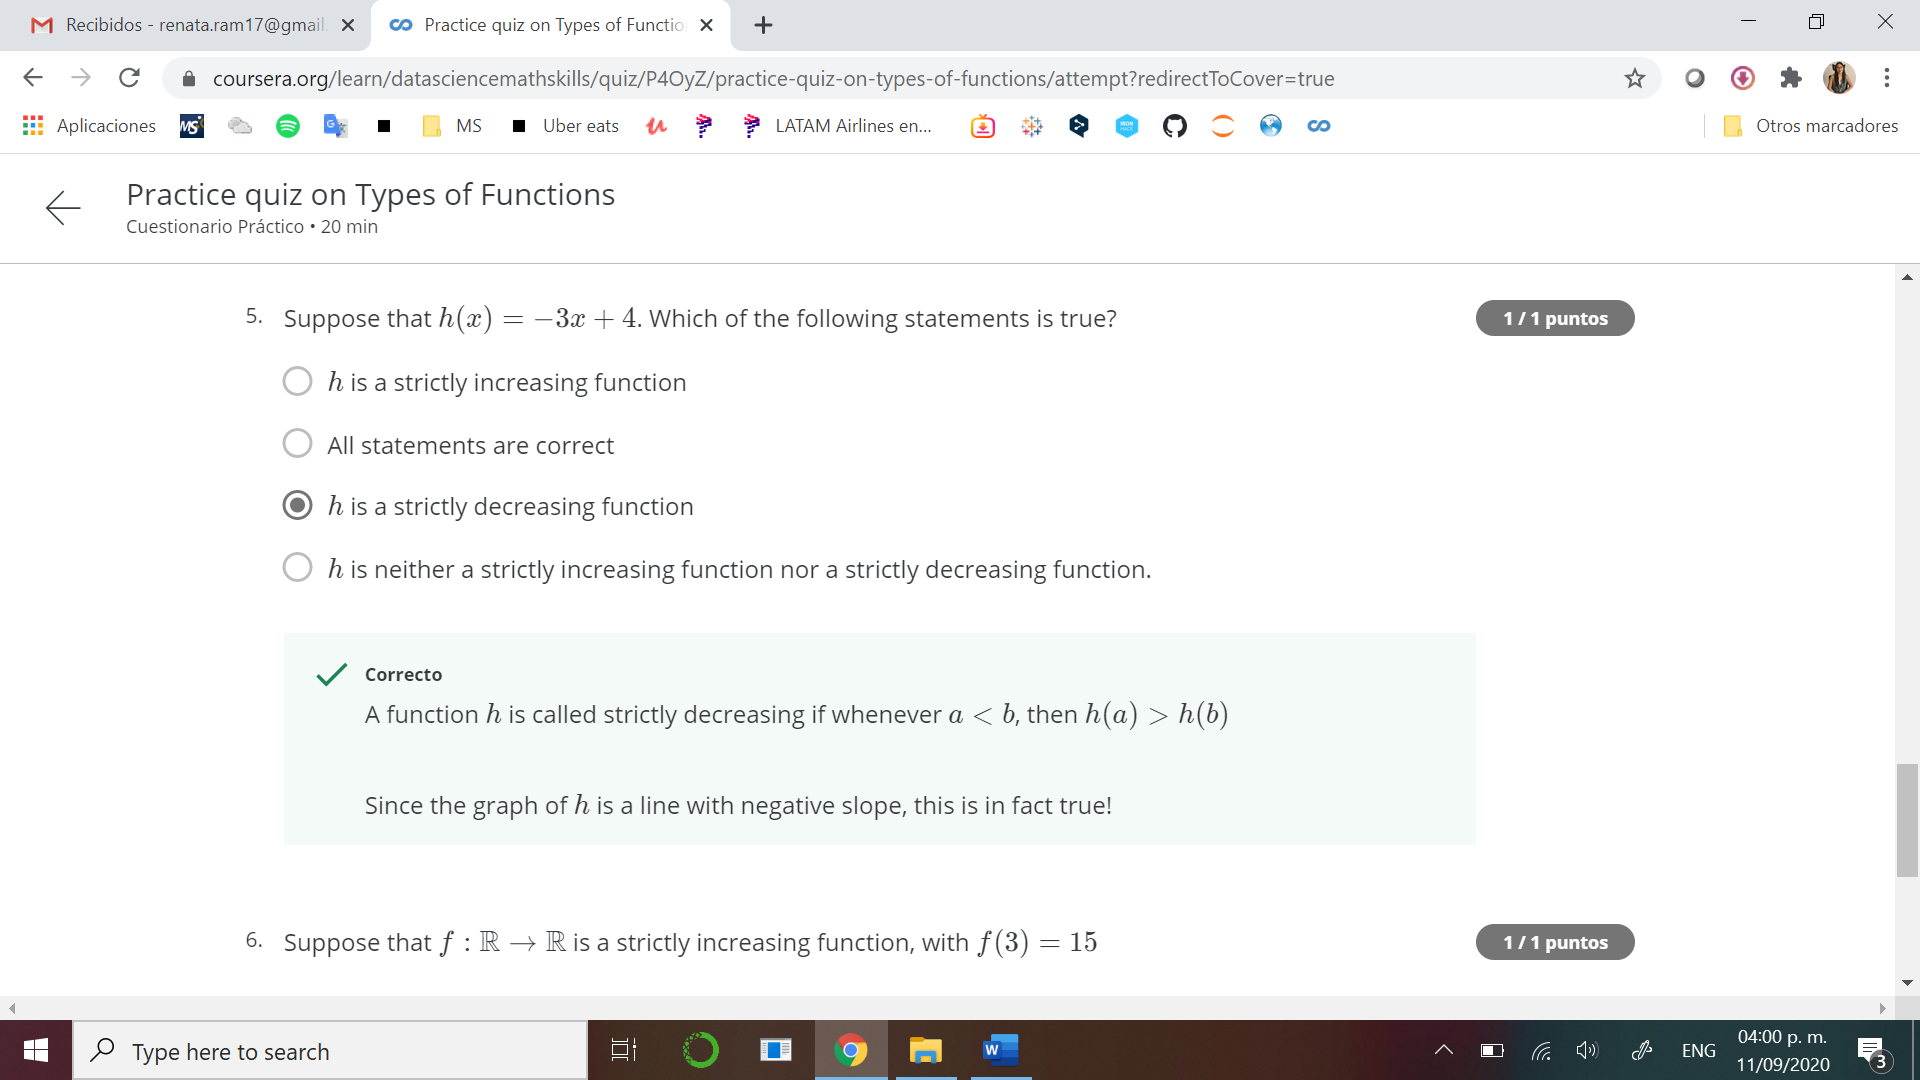 Recibidos - renata.ram17@gmail.
Practice quiz on Types of Functio
coursera.org/learn/datasciencemathskills/quiz/P4OyZ/practice-quiz-on-types-of-functions/attempt?redirectToCover=true
Aplicaciones
MS
MS
Uber eats
LATAM Airlines en...
Otros marcadores
Practice quiz on Types of Functions
Cuestionario Práctico • 20 min
5. Suppose that h(x) = −3x + 4. Which of the following statements is true?
1 / 1 puntos
h is a strictly increasing function
All statements are correct
h is a strictly decreasing function
h is neither a strictly increasing function nor a strictly decreasing function.
Correcto
A function h is called strictly decreasing if whenever a < b, then h(a) > h(b)
Since the graph of h is a line with negative slope, this is in fact true!
6. Suppose that f : ℝ → ℝ is a strictly increasing function, with f(3) = 15
1 / 1 puntos
Type here to search
W
ENG
04:00 p. m.
11/09/2020
3